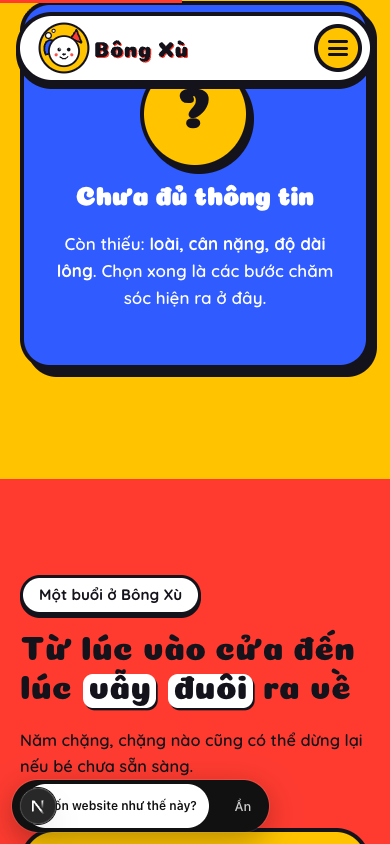 Bông Xù
?
Chưa đủ thông tin
Còn thiếu: loài, cân nặng, độ dài
lông. Chọn xong là các bước chăm
sóc hiện ra ở đây.
Một buổi ở Bông Xù
Từ lúc vào cửa đến
lúc vẫy đuôi ra về
Năm chặng, chặng nào cũng có thể dừng lại
nếu bé chưa sẵn sàng.
N
website như thế này?
Ẩn